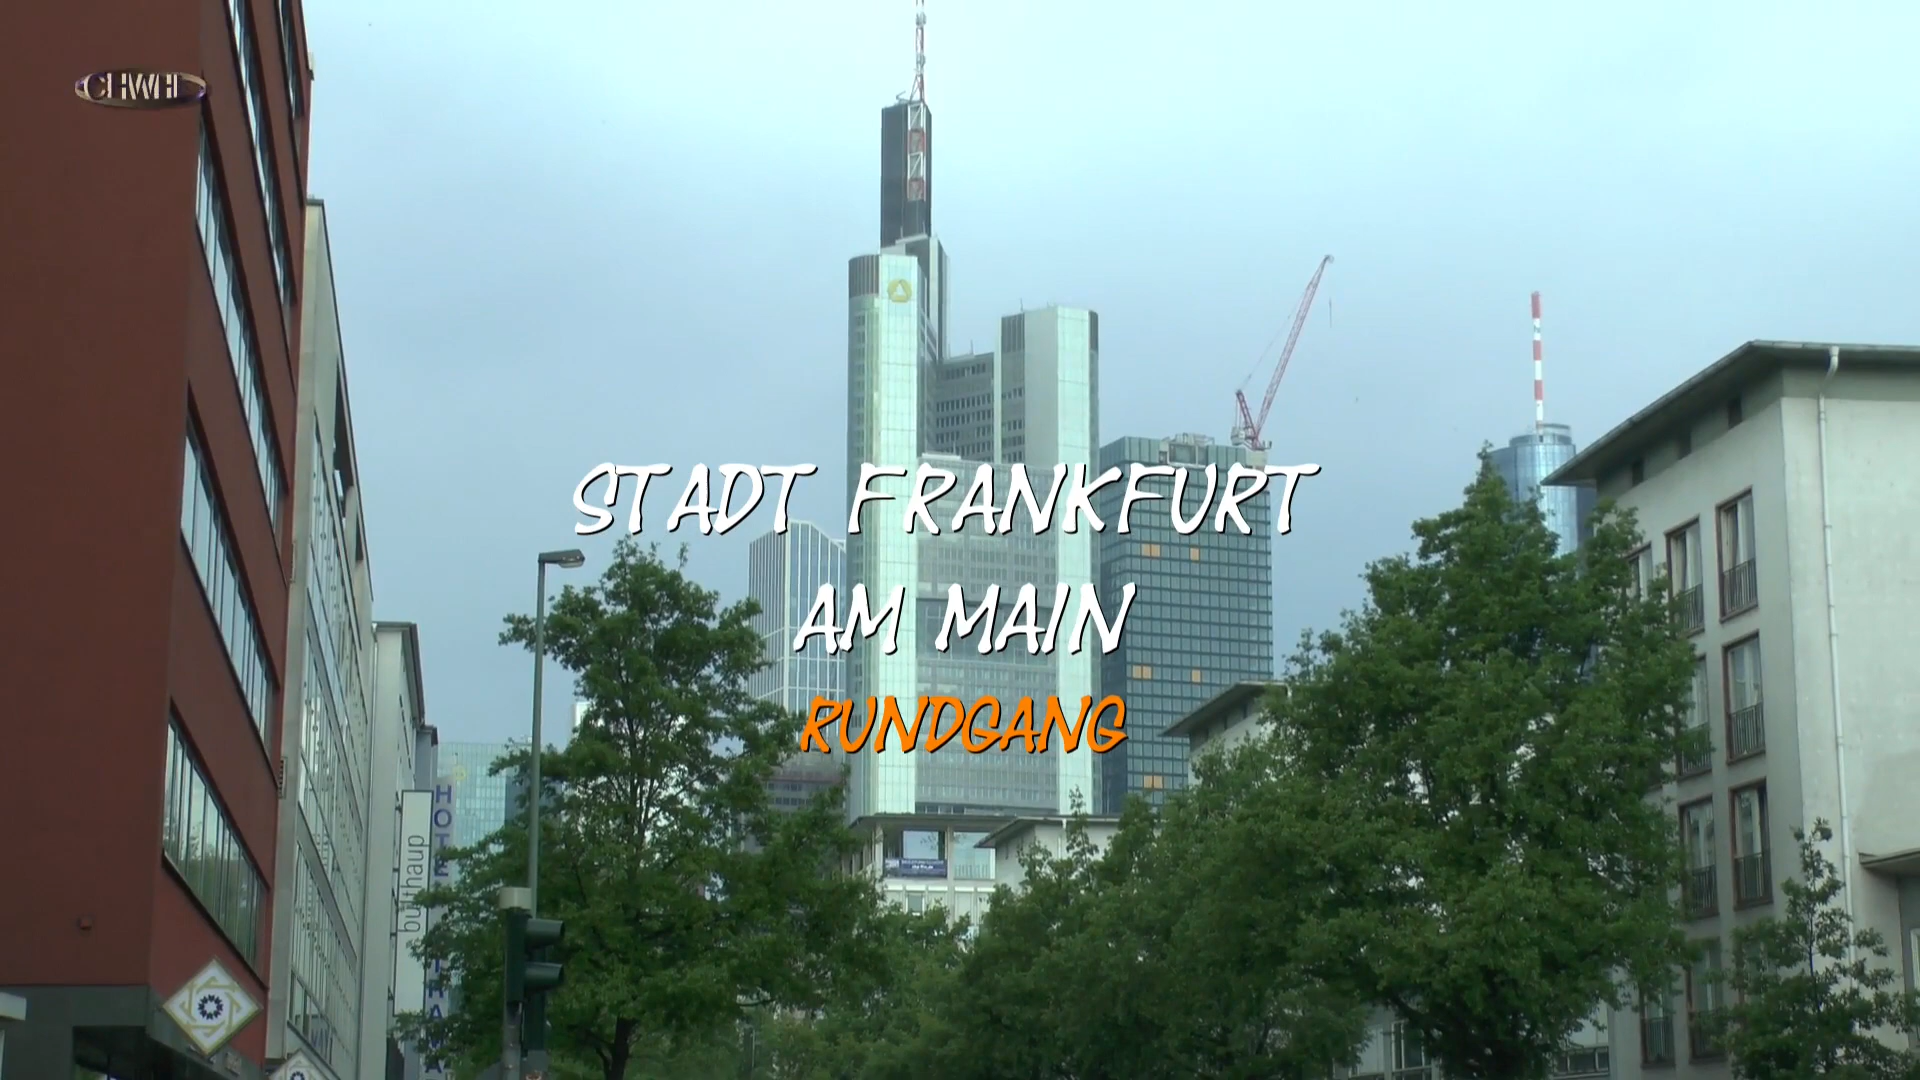 CHWH
STADT FRANKFURT
AM MAIN
RUNDGANG
bulthaup
HOTEL